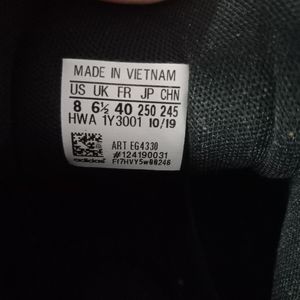 MADE IN VIETNAM
US UK FR JP CHN
8 6½ 40 250 245
HWA 1Y3001 10/19
ART EG4330
#124190031
adidas